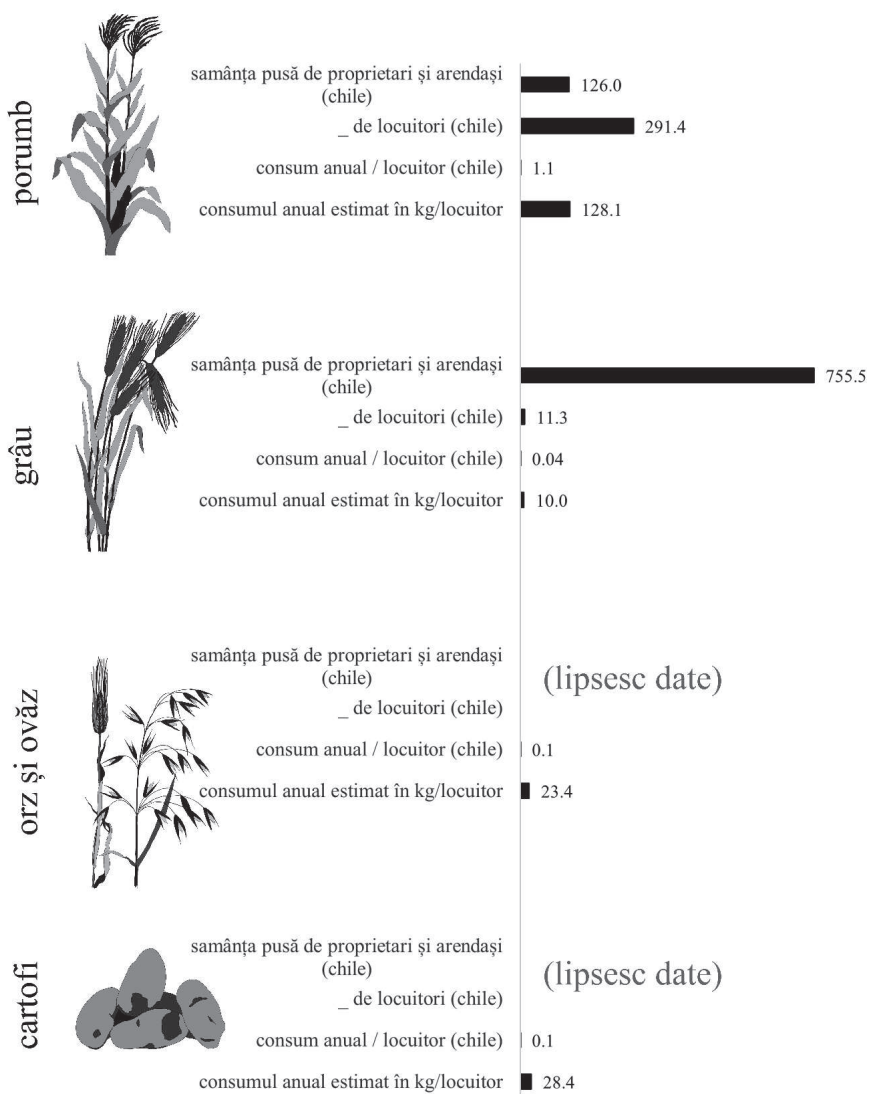 porumb
samânța pusă de proprietari și arendași
(chile)
126.0
_ de locuitori (chile)
291.4
consum anual / locuitor (chile)
1.1
consumul anual estimat în kg/locuitor
128.1
grâu
samânța pusă de proprietari și arendași
(chile)
755.5
_ de locuitori (chile)
11.3
consum anual / locuitor (chile)
0.04
consumul anual estimat în kg/locuitor
10.0
orz și ovăz
samânța pusă de proprietari și arendași
(chile)
(lipsesc date)
_ de locuitori (chile)
consum anual / locuitor (chile)
0.1
consumul anual estimat în kg/locuitor
23.4
cartofi
samânța pusă de proprietari și arendași
(chile)
(lipsesc date)
_ de locuitori (chile)
consum anual / locuitor (chile)
0.1
consumul anual estimat în kg/locuitor
28.4